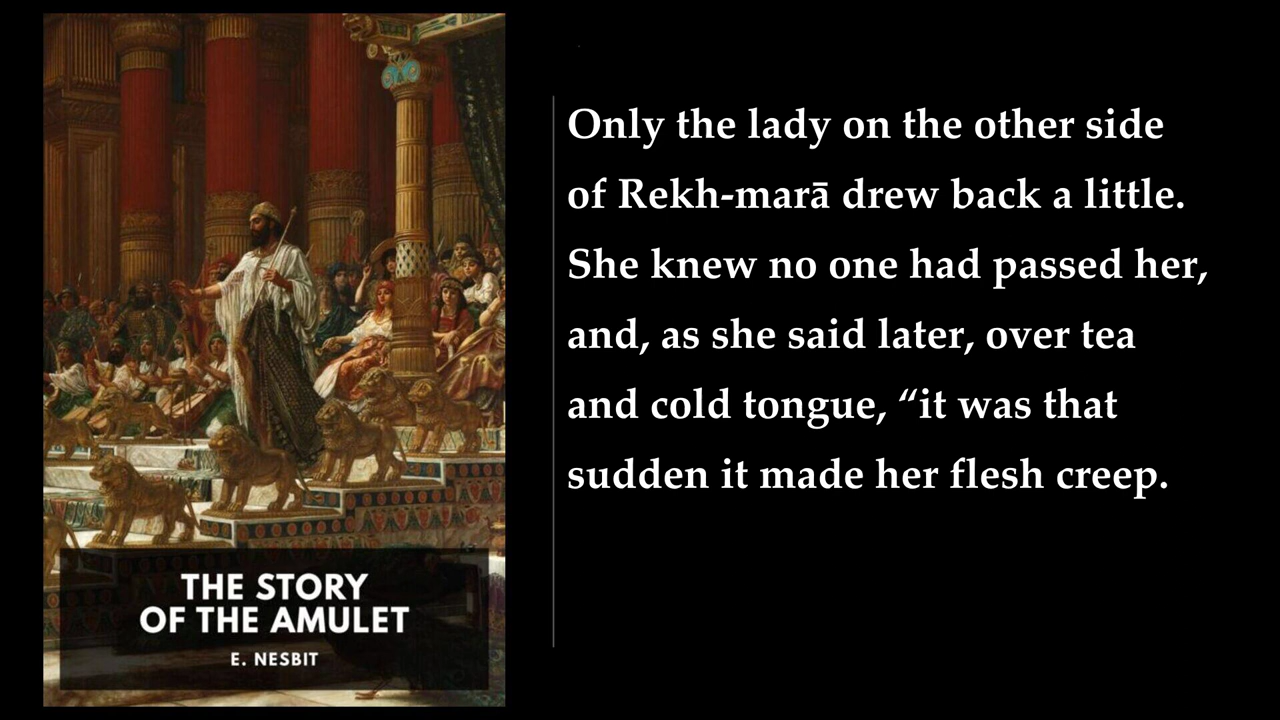 THE STORY
OF THE AMULET
E. NESBIT
Only the lady on the other side
of Rekh-marā drew back a little.
She knew no one had passed her,
and, as she said later, over tea
and cold tongue, “it was that
sudden it made her flesh creep.